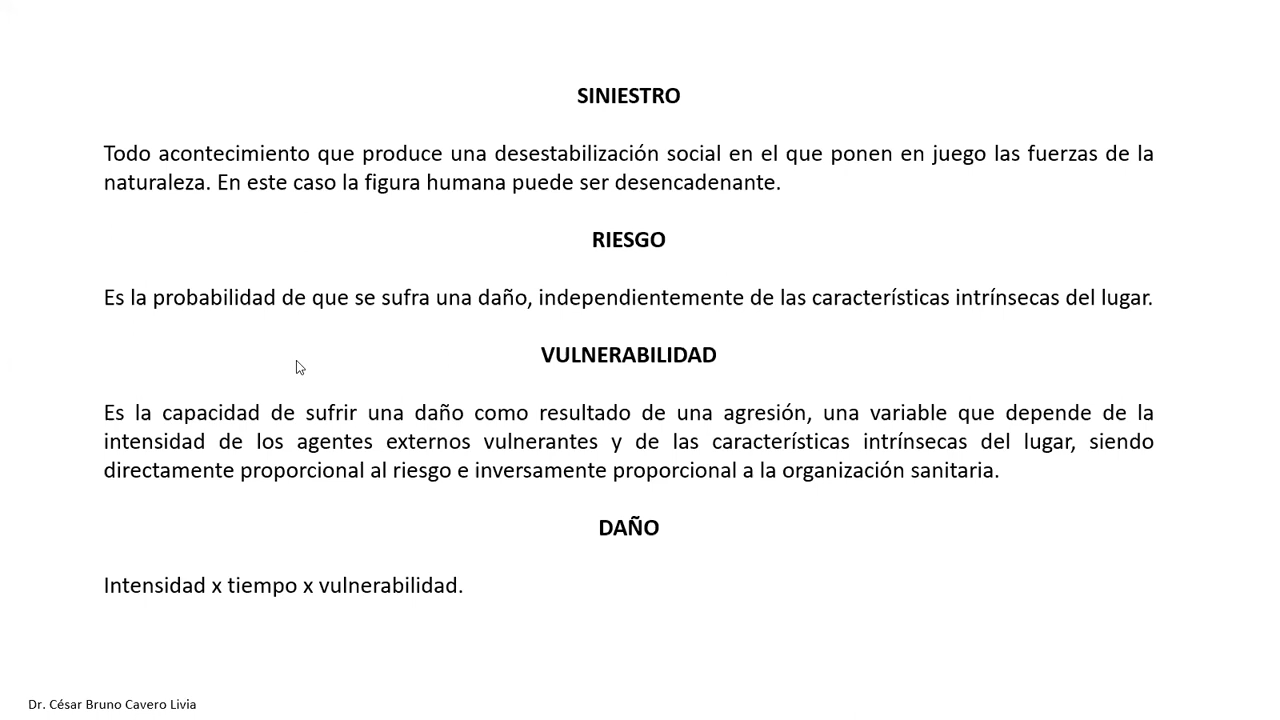 SINIESTRO
Todo acontecimiento que produce una desestabilización social en el que ponen en juego las fuerzas de la
naturaleza. En este caso la figura humana puede ser desencadenante.
RIESGO
Es la probabilidad de que se sufra una daño, independientemente de las características intrínsecas del lugar.
VULNERABILIDAD
Es la capacidad de sufrir una daño como resultado de una agresión, una variable que depende de la
intensidad de los agentes externos vulnerantes y de las características intrínsecas del lugar, siendo
directamente proporcional al riesgo e inversamente proporcional a la organización sanitaria.
DAÑO
Intensidad x tiempo x vulnerabilidad.
Dr. César Bruno Cavero Livia